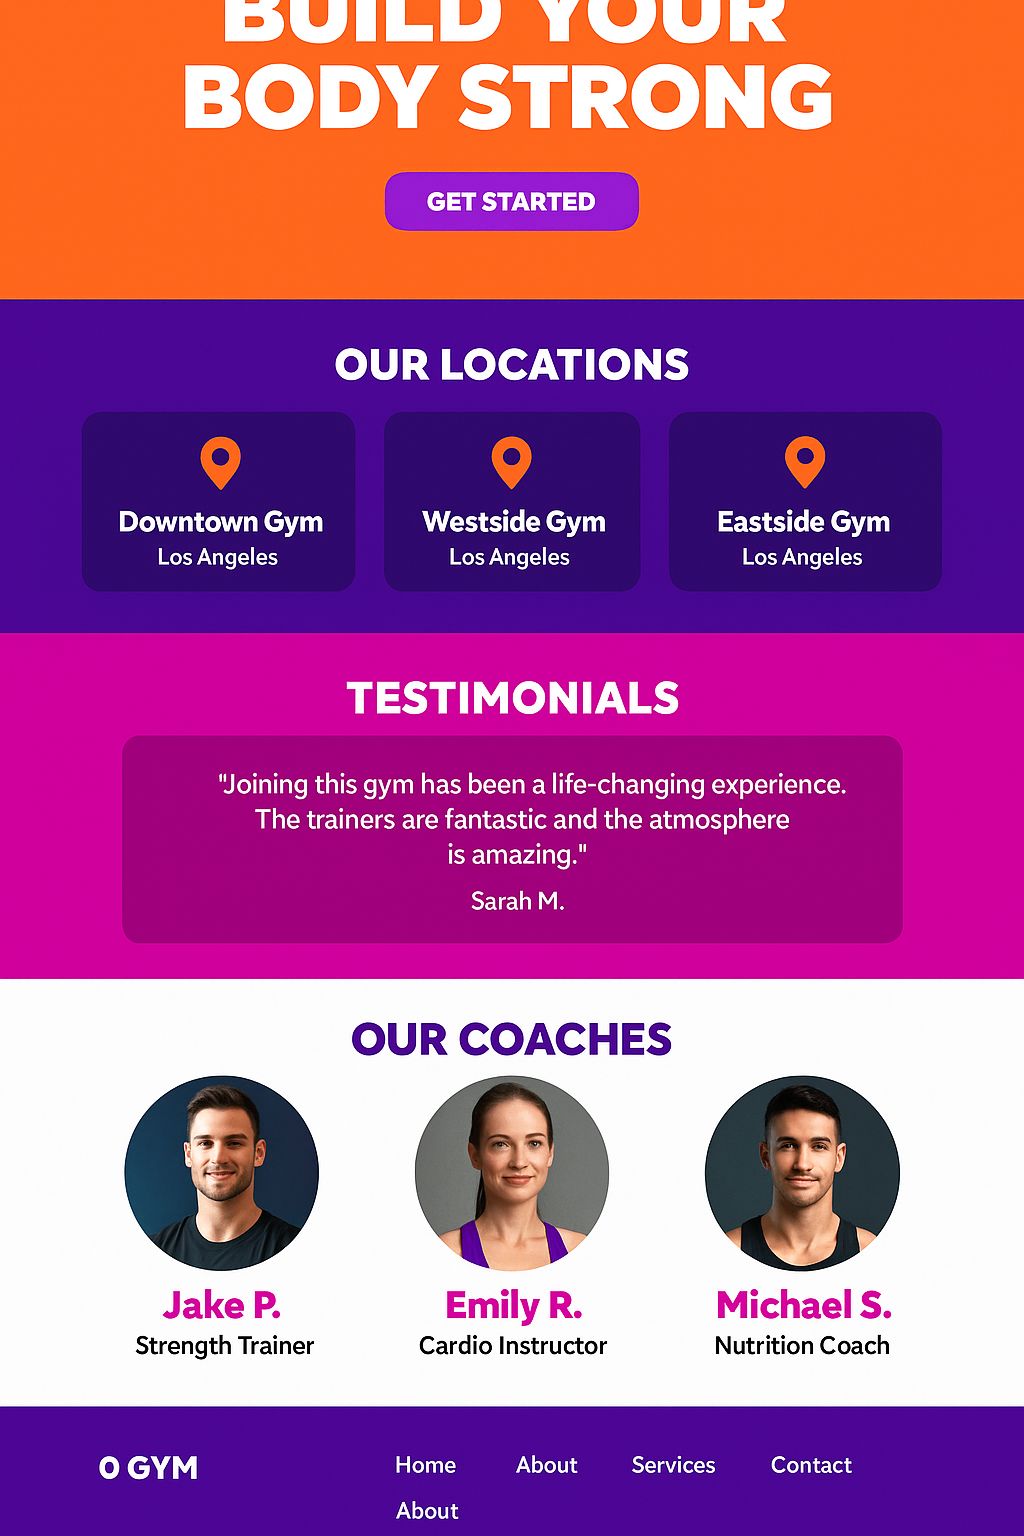 BUILD YOUR
BODY STRONG
GET STARTED
OUR LOCATIONS
Downtown Gym
Los Angeles
Westside Gym
Los Angeles
Eastside Gym
Los Angeles
TESTIMONIALS
"Joining this gym has been a life-changing experience.
The trainers are fantastic and the atmosphere
is amazing."
Sarah M.
OUR COACHES
Jake P.
Strength Trainer
Emily R.
Cardio Instructor
Michael S.
Nutrition Coach
O GYM
Home About Services Contact
About